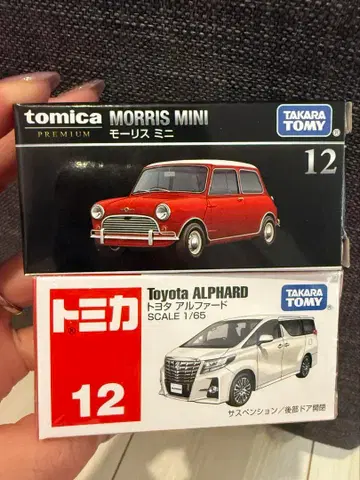 tomica
PREMIUM
MORRIS MINI
モーリス ミニ
TAKARA
TOMY
12
トミカ
®
12
Toyota ALPHARD
トヨタ アルファード
SCALE 1/65
TAKARA
TOMY
サスペンション／後部ドア開閉